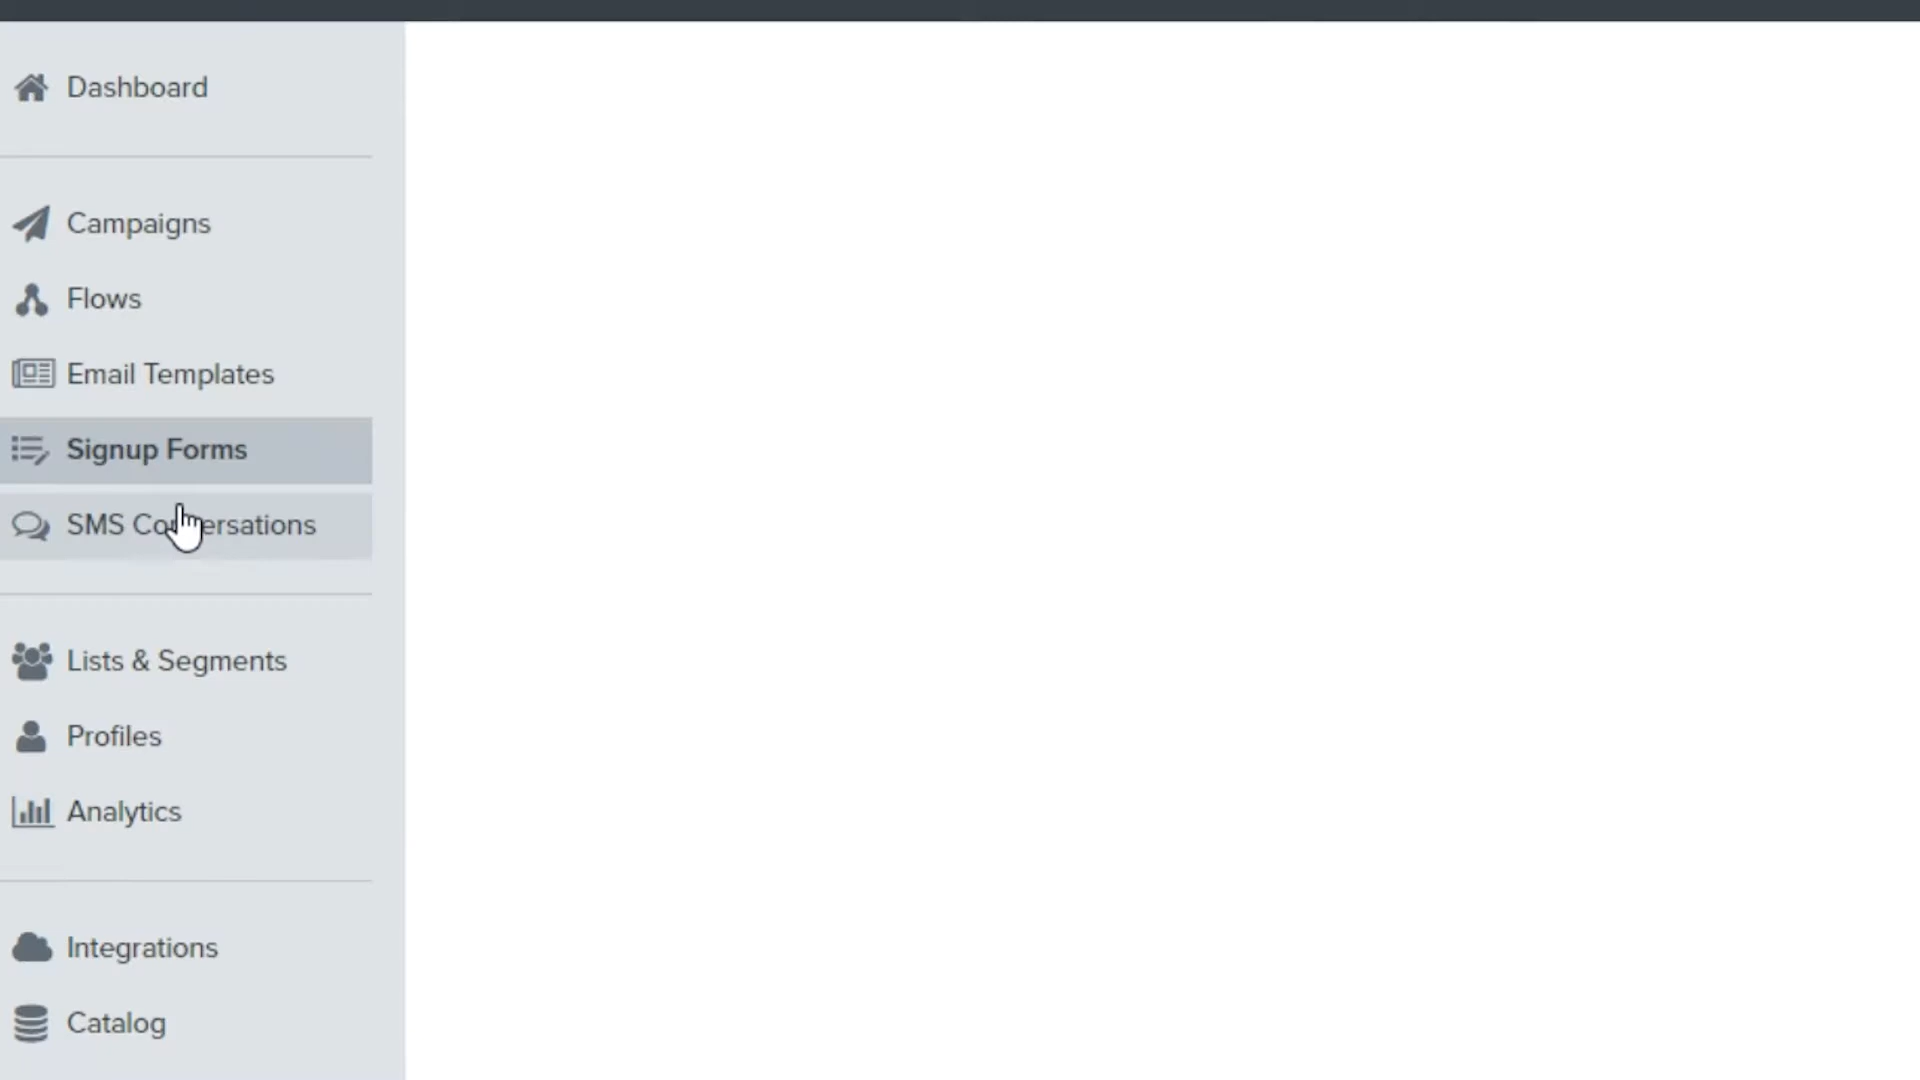 Dashboard
Campaigns
Flows
Email Templates
Signup Forms
SMS Conversations
Lists & Segments
Profiles
Analytics
Integrations
Catalog